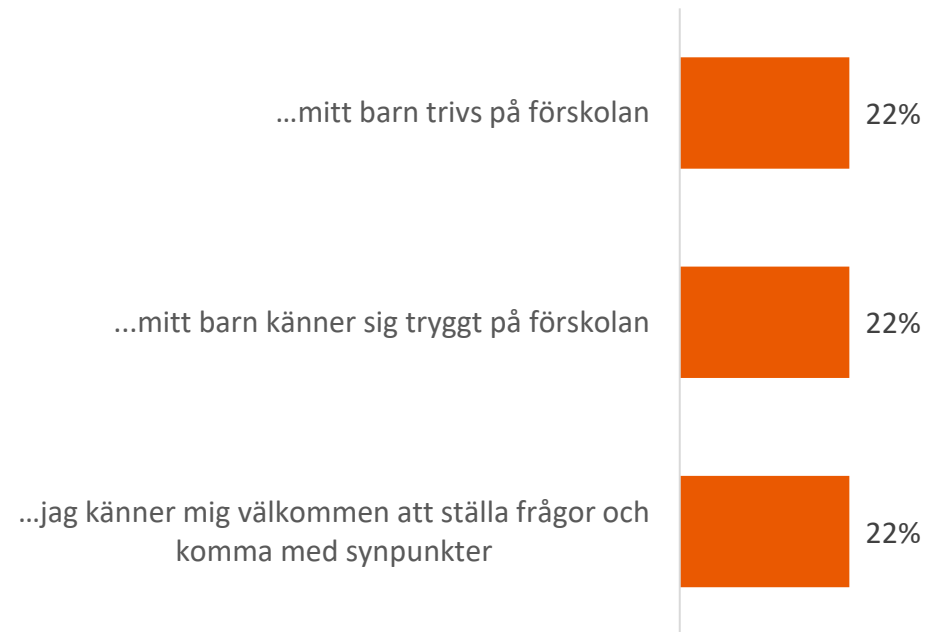 …mitt barn trivs på förskolan
22%
...mitt barn känner sig tryggt på förskolan
22%
…jag känner mig välkommen att ställa frågor och
komma med synpunkter
22%